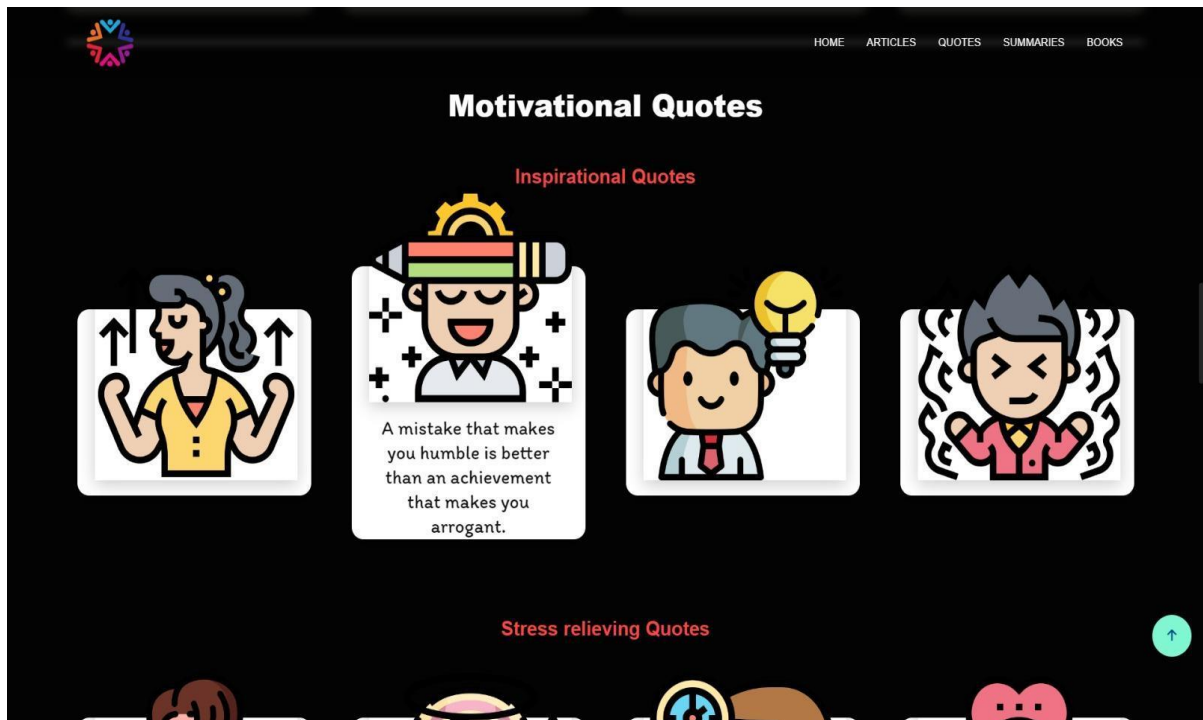 HOME ARTICLES QUOTES SUMMARIES BOOKS
Motivational Quotes
Inspirational Quotes
A mistake that makes
you humble is better
than an achievement
that makes you
arrogant.
Stress relieving Quotes